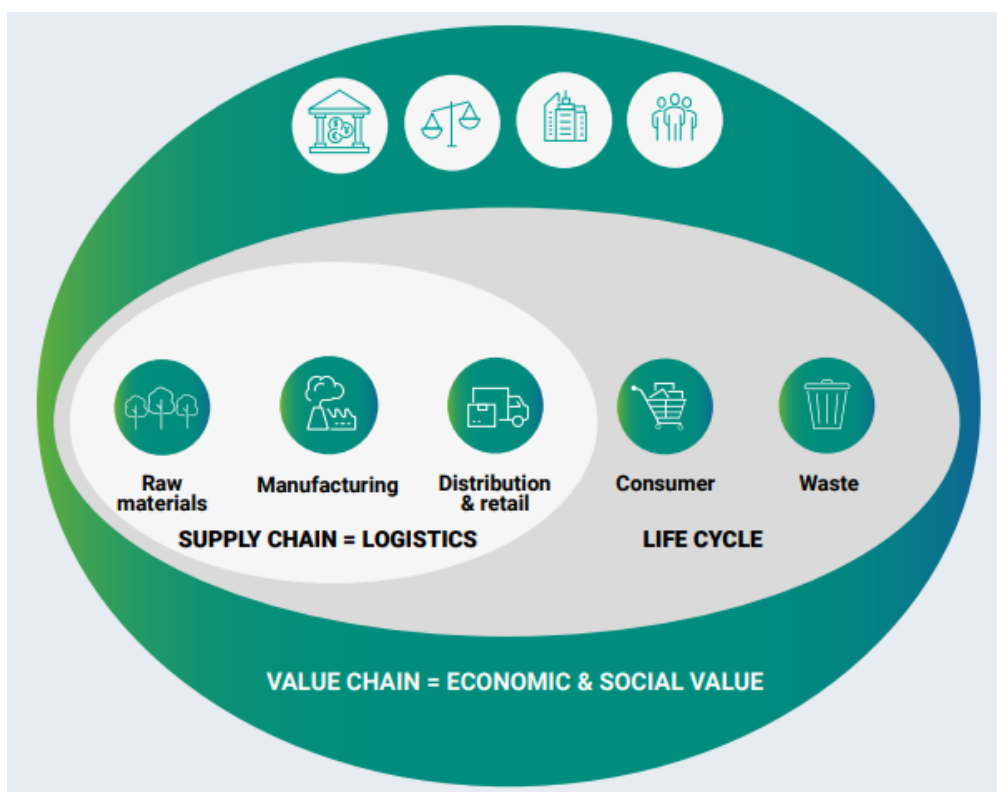 Raw
materials
Manufacturing
Distribution
& retail
Consumer
Waste
SUPPLY CHAIN = LOGISTICS
LIFE CYCLE
VALUE CHAIN = ECONOMIC & SOCIAL VALUE